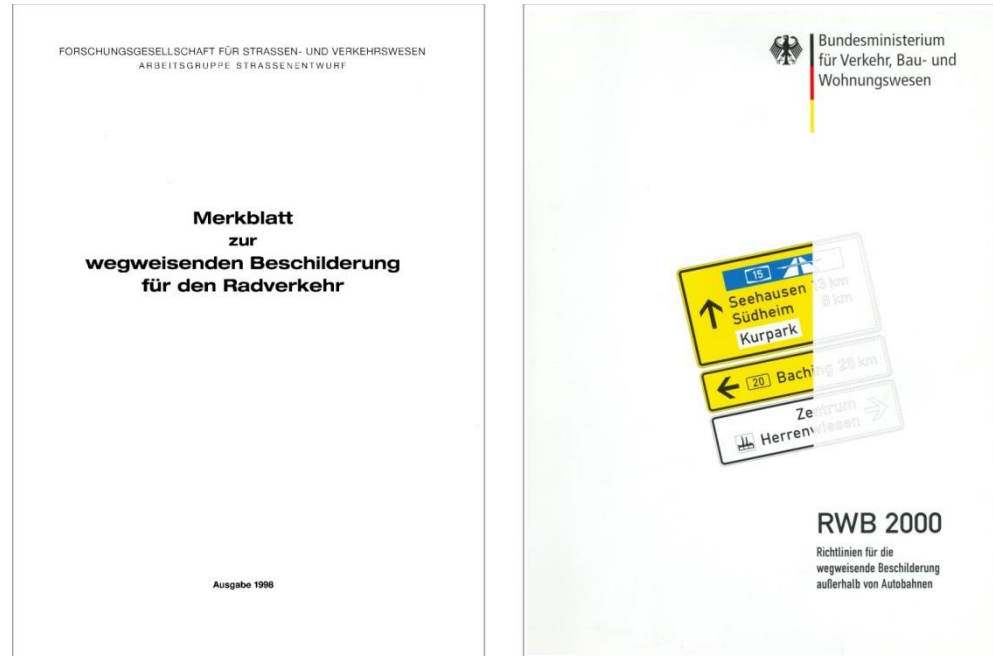 FORSCHUNGSGESELLSCHAFT FÜR STRASSEN- UND VERKEHRSWESEN
ARBEITSGRUPPE STRASSENENTWURF
Merkblatt
zur
wegweisenden Beschilderung
für den Radverkehr
Ausgabe 1998
Bundesministerium
für Verkehr, Bau- und
Wohnungswesen
15
Seehausen 13 km
Südheim 8 km
Kurpark
20 Baching 26 km
Zentrum
Herrenwiesen
RWB 2000
Richtlinien für die
wegweisende Beschilderung
außerhalb von Autobahnen